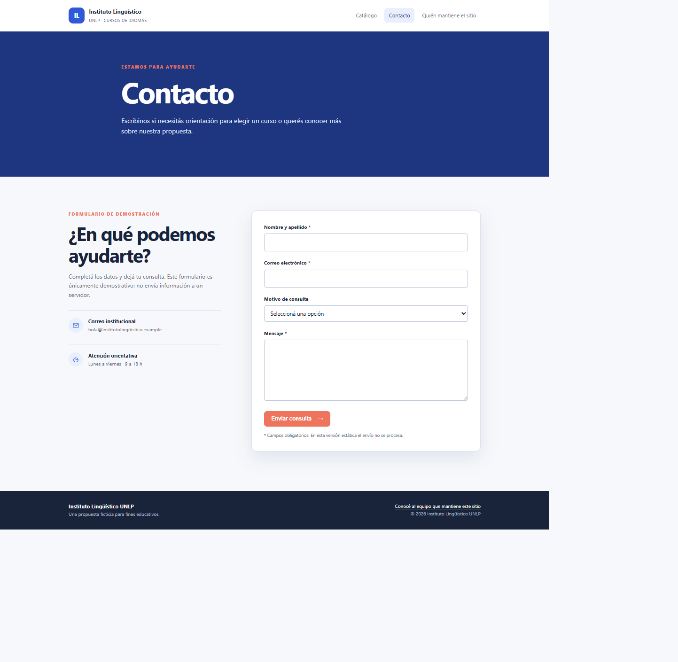 IL
Instituto Lingüístico
UNLP · CURSOS DE IDIOMAS
Catálogo
Contacto
Quién mantiene el sitio
ESTAMOS PARA AYUDARTE
Contacto
Escribinos si necesitás orientación para elegir un curso o querés conocer más
sobre nuestra propuesta.
FORMULARIO DE DEMOSTRACIÓN
¿En qué podemos
ayudarte?
Completá los datos y dejá tu consulta. Este formulario es
únicamente demostrativo: no envía información a un
servidor.
Correo institucional
hola@institutolinguistico.example
Atención orientativa
Lunes a viernes · 9 a 18 h
Nombre y apellido *
Correo electrónico *
Motivo de consulta
Seleccioná una opción
Mensaje *
Enviar consulta →
* Campos obligatorios. En esta versión estática el envío no se procesa.
Instituto Lingüístico UNLP
Una propuesta ficticia para fines educativos.
Conocé al equipo que mantiene este sitio
© 2026 Instituto Lingüístico UNLP